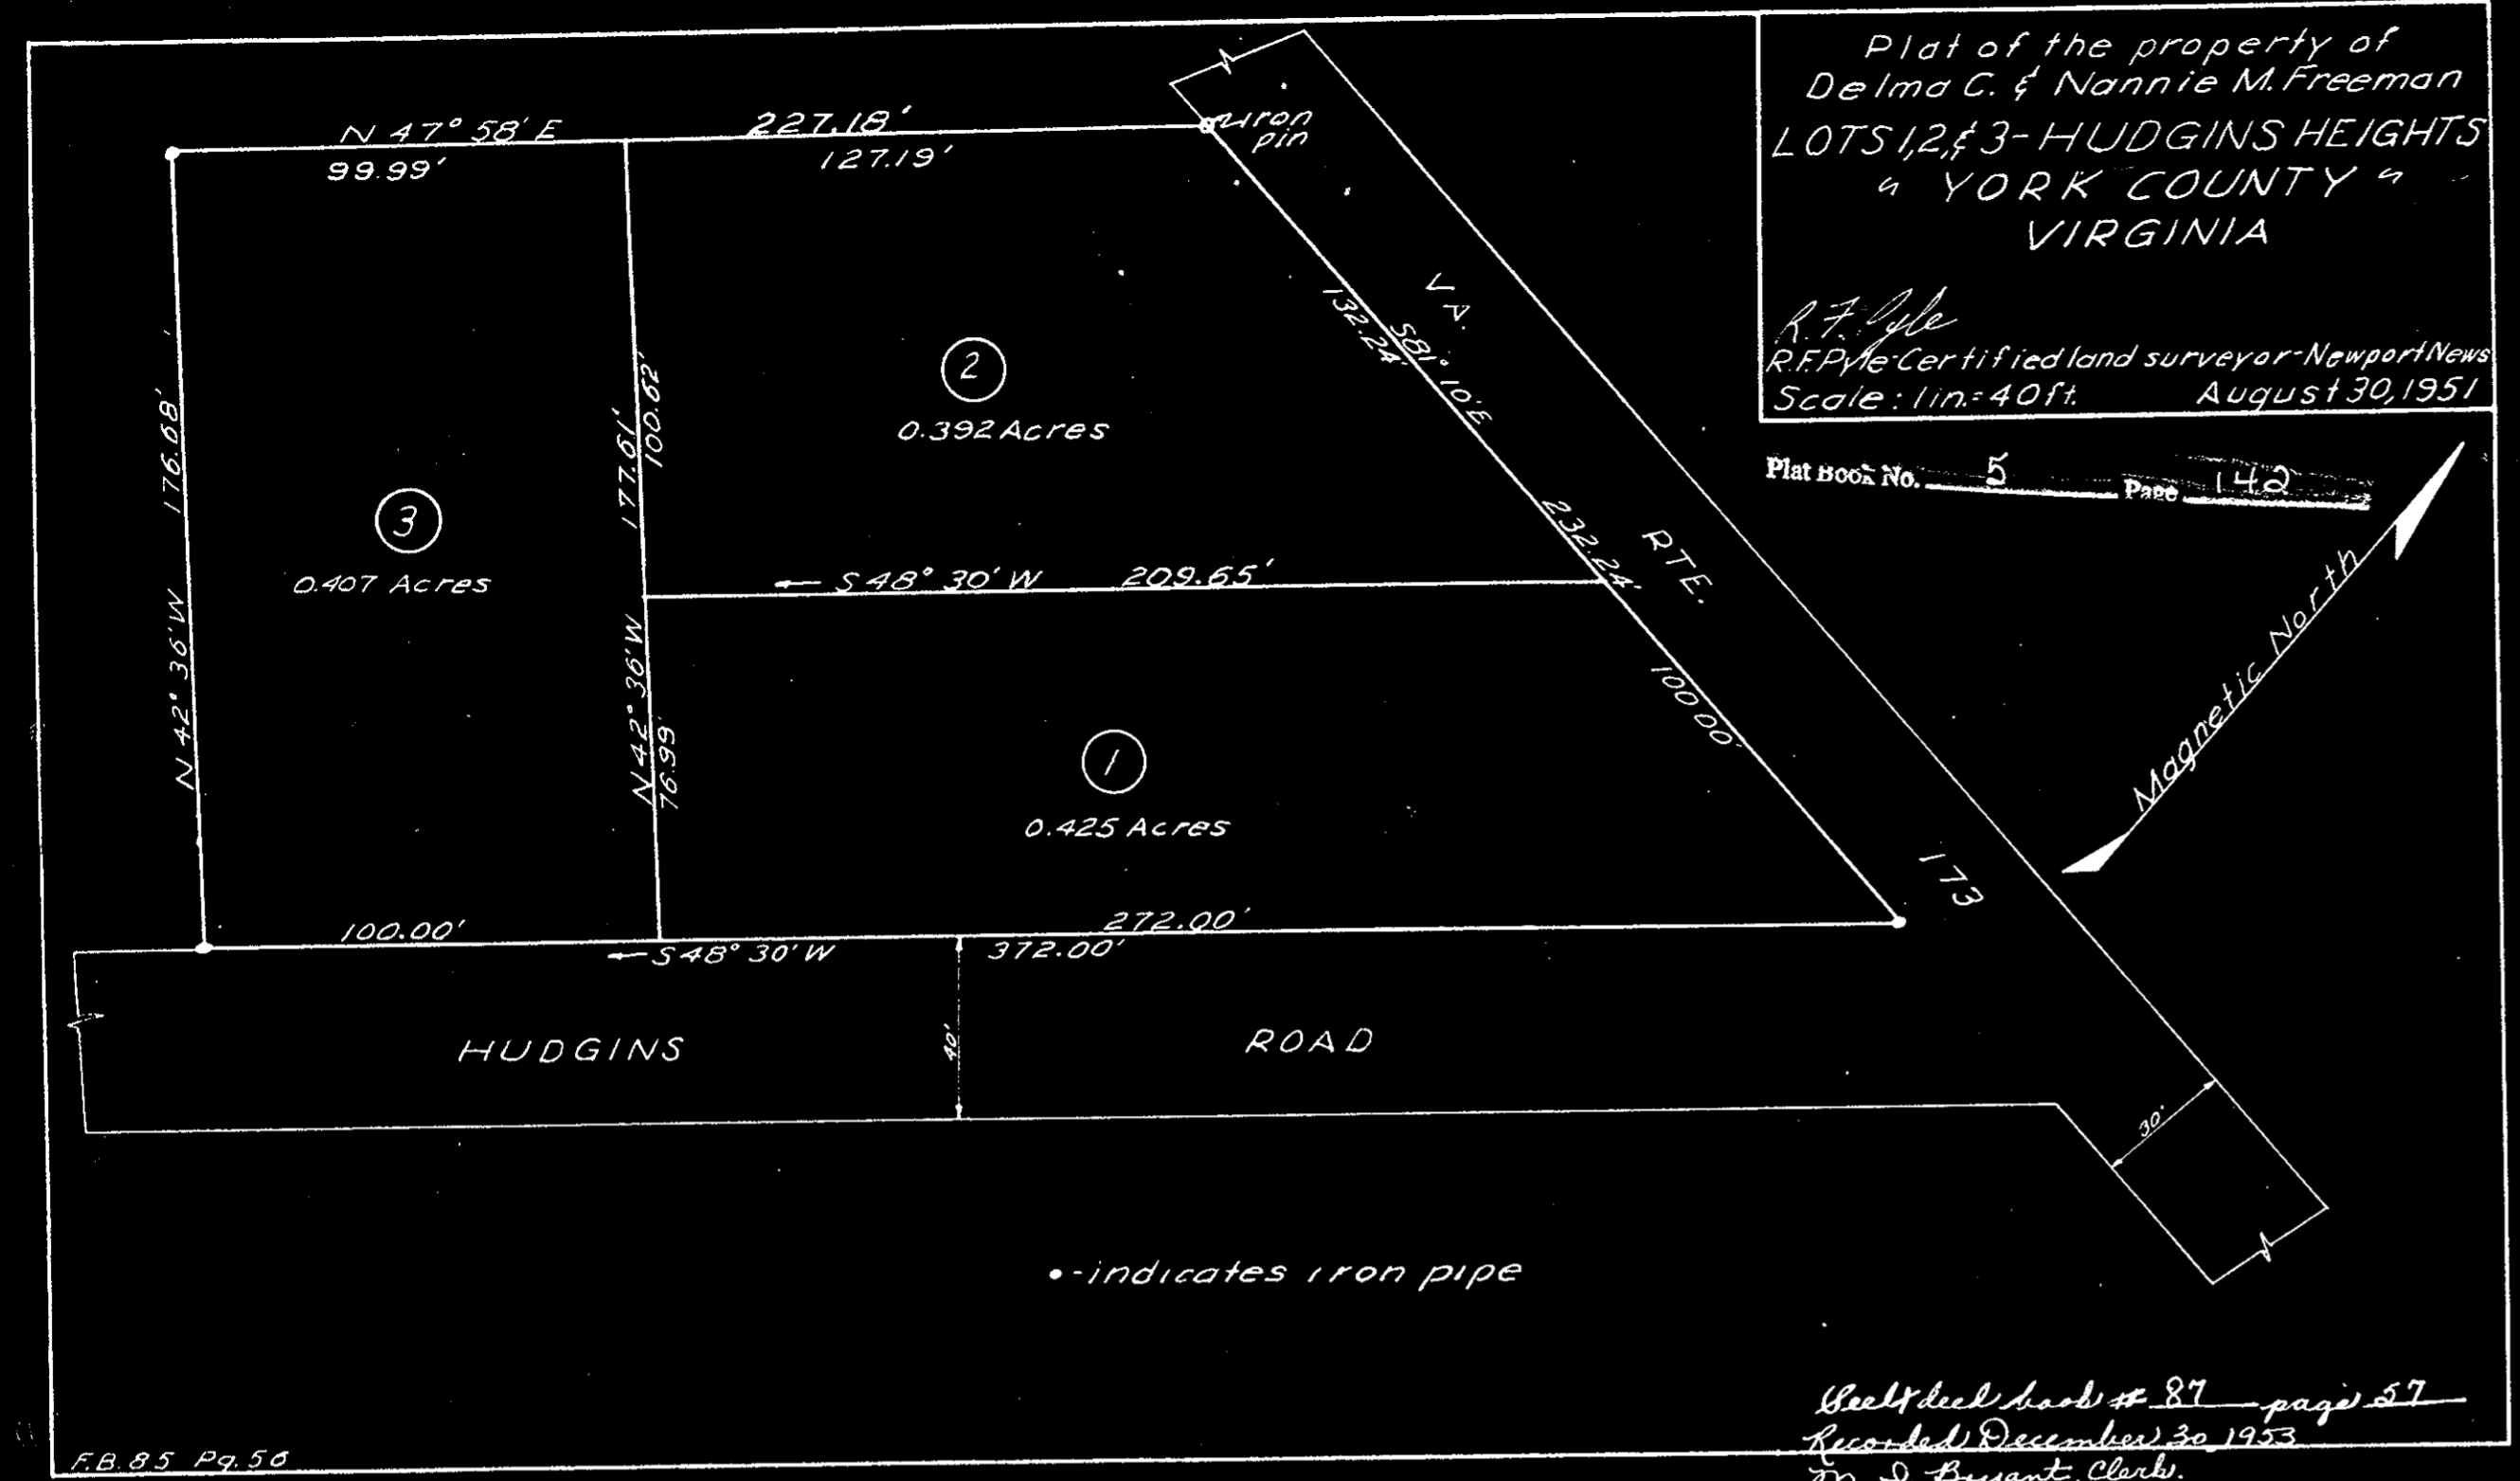 Plat of the property of
Delma C. & Nannie M. Freeman
LOTS 1,2,& 3-HUDGINS HEIGHTS
" YORK COUNTY "
VIRGINIA
R.F. Pyle
R.F. Pyle-Certified land surveyor-Newport News
Scale: 1in.=40ft. August 30, 1951
Plat Book No. 5 Page 142
Magnetic North
N 47° 58' E 227.18'
99.99' 127.19'
iron
pin
N 42° 36' W 176.68'
3
0.407 Acres
177.61'
100.62'
N 42° 36' W
76.99'
2
0.392 Acres
132.24'
S 81° 10' E
232.24'
100.00'
VA. RTE. 173
S 48° 30' W 209.65'
1
0.425 Acres
100.00' 272.00'
S 48° 30' W 372.00'
HUDGINS ROAD
40'
30'
•-indicates iron pipe
deed book # 87 page 57
Recorded December 30 1953
Bryant, Clerk.
F.B. 85 Pg. 56